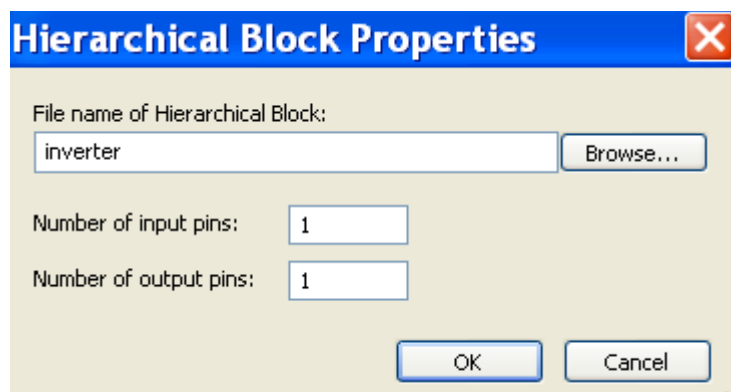 Hierarchical Block Properties
File name of Hierarchical Block:
inverter Browse...
Number of input pins: 1
Number of output pins: 1
OK Cancel